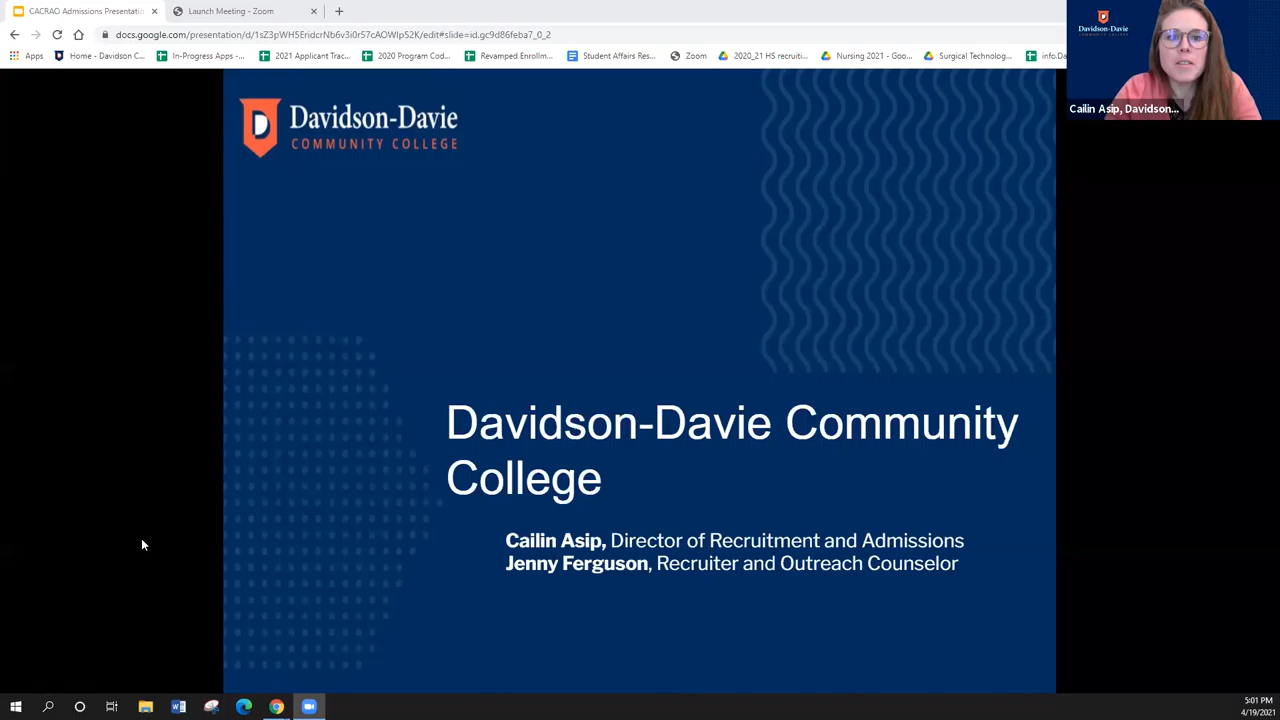 CACRAO Admissions Presentati
Launch Meeting - Zoom
docs.google.com/presentation/d/1sZ3pWH5EridcrNb6v3i0r57cABqHpDZK
edit#slide=id.gc9d86feba7_0_2
Apps
Home - Davidson C...
In-Progress Apps -...
2021 Applicant Trac...
2020 Program Cod...
Revamped Enrollm...
Student Affairs Res...
Zoom
2020_21 HS recruiti...
Nursing 2021 - Goo...
Surgical Technolog...
info.Da
Davidson-Davie
Cailin Asip, Davidson...
Davidson-Davie
COMMUNITY COLLEGE
Davidson-Davie Community
College
Cailin Asip, Director of Recruitment and Admissions
Jenny Ferguson, Recruiter and Outreach Counselor
5:01 PM
4/19/2021